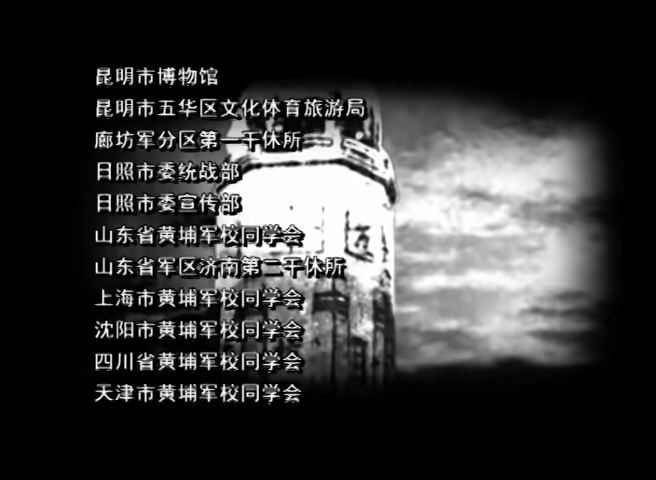 昆明市博物馆
昆明市五华区文化体育旅游局
廊坊军分区第一干休所
日照市委统战部
日照市委宣传部
山东省黄埔军校同学会
山东省军区济南第二干休所
上海市黄埔军校同学会
沈阳市黄埔军校同学会
四川省黄埔军校同学会
天津市黄埔军校同学会